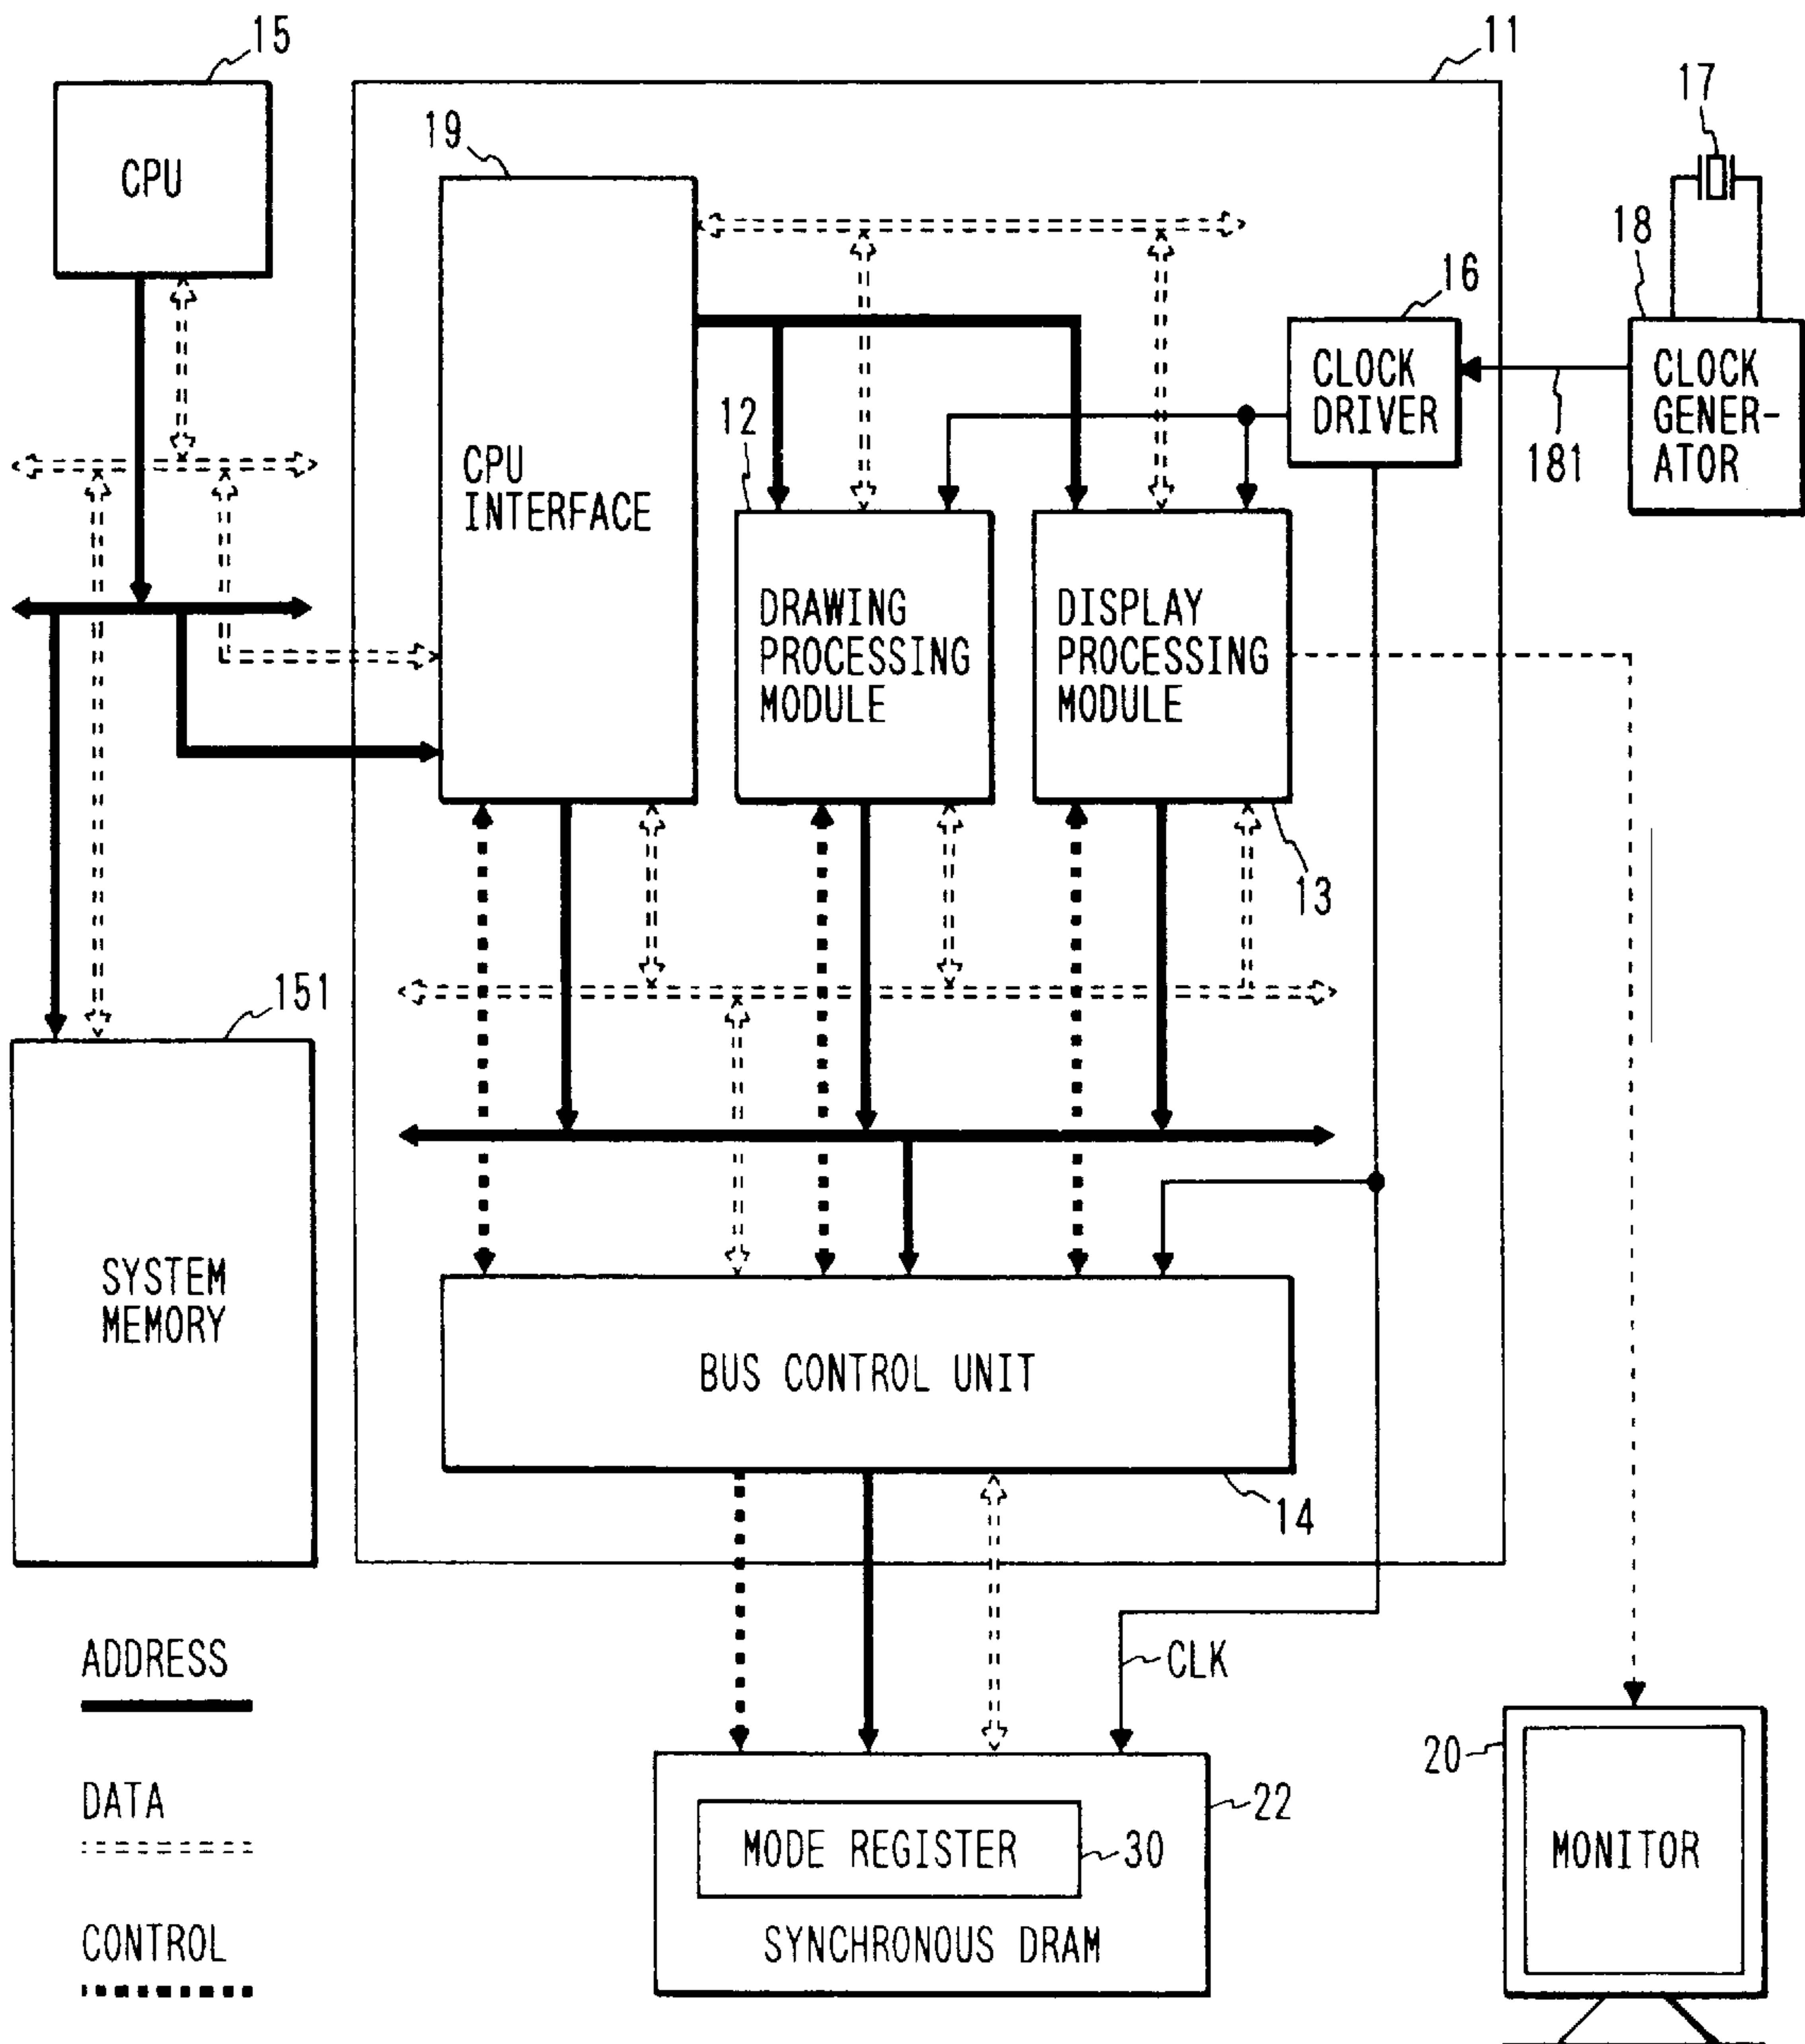 15
11
17
CPU
19
18
16
CPU
INTERFACE
12
CLOCK
DRIVER
181
CLOCK
GENER-
ATOR
DRAWING
PROCESSING
MODULE
DISPLAY
PROCESSING
MODULE
13
151
SYSTEM
MEMORY
BUS CONTROL UNIT
14
ADDRESS
CLK
DATA
20
22
MODE REGISTER
30
MONITOR
CONTROL
SYNCHRONOUS DRAM